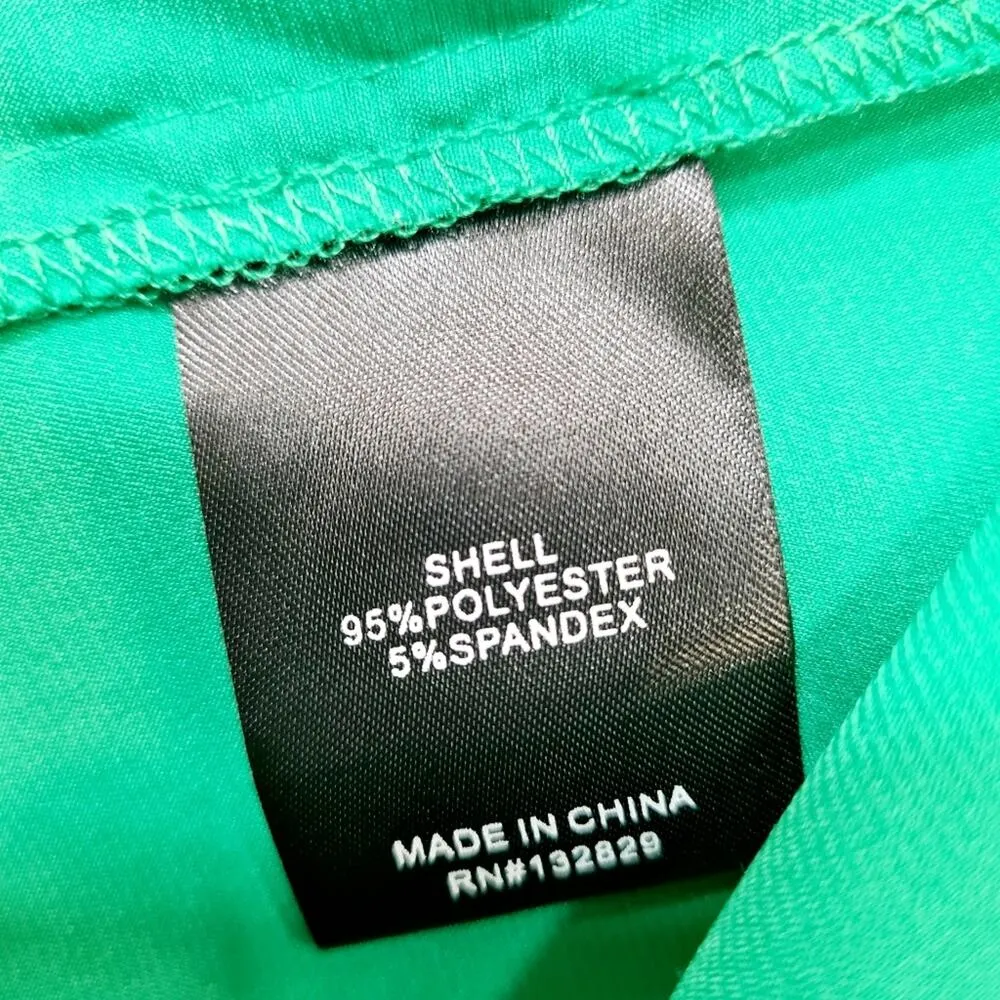 SHELL
95%POLYESTER
5%SPANDEX
MADE IN CHINA
RN#132829